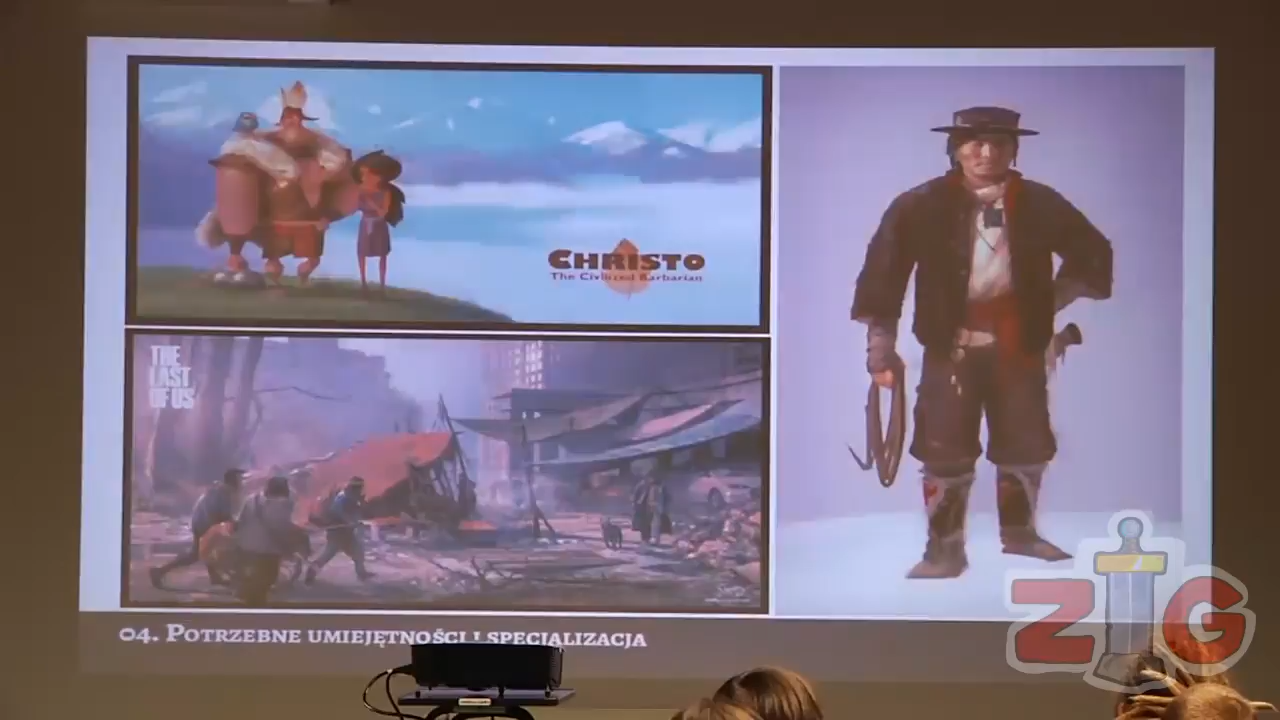 CHRISTO
The Civilized Barbarian
THE
LAST
OF US
04. POTRZEBNE UMIEJĘTNOŚCI I SPECJALIZACJA
ZIG